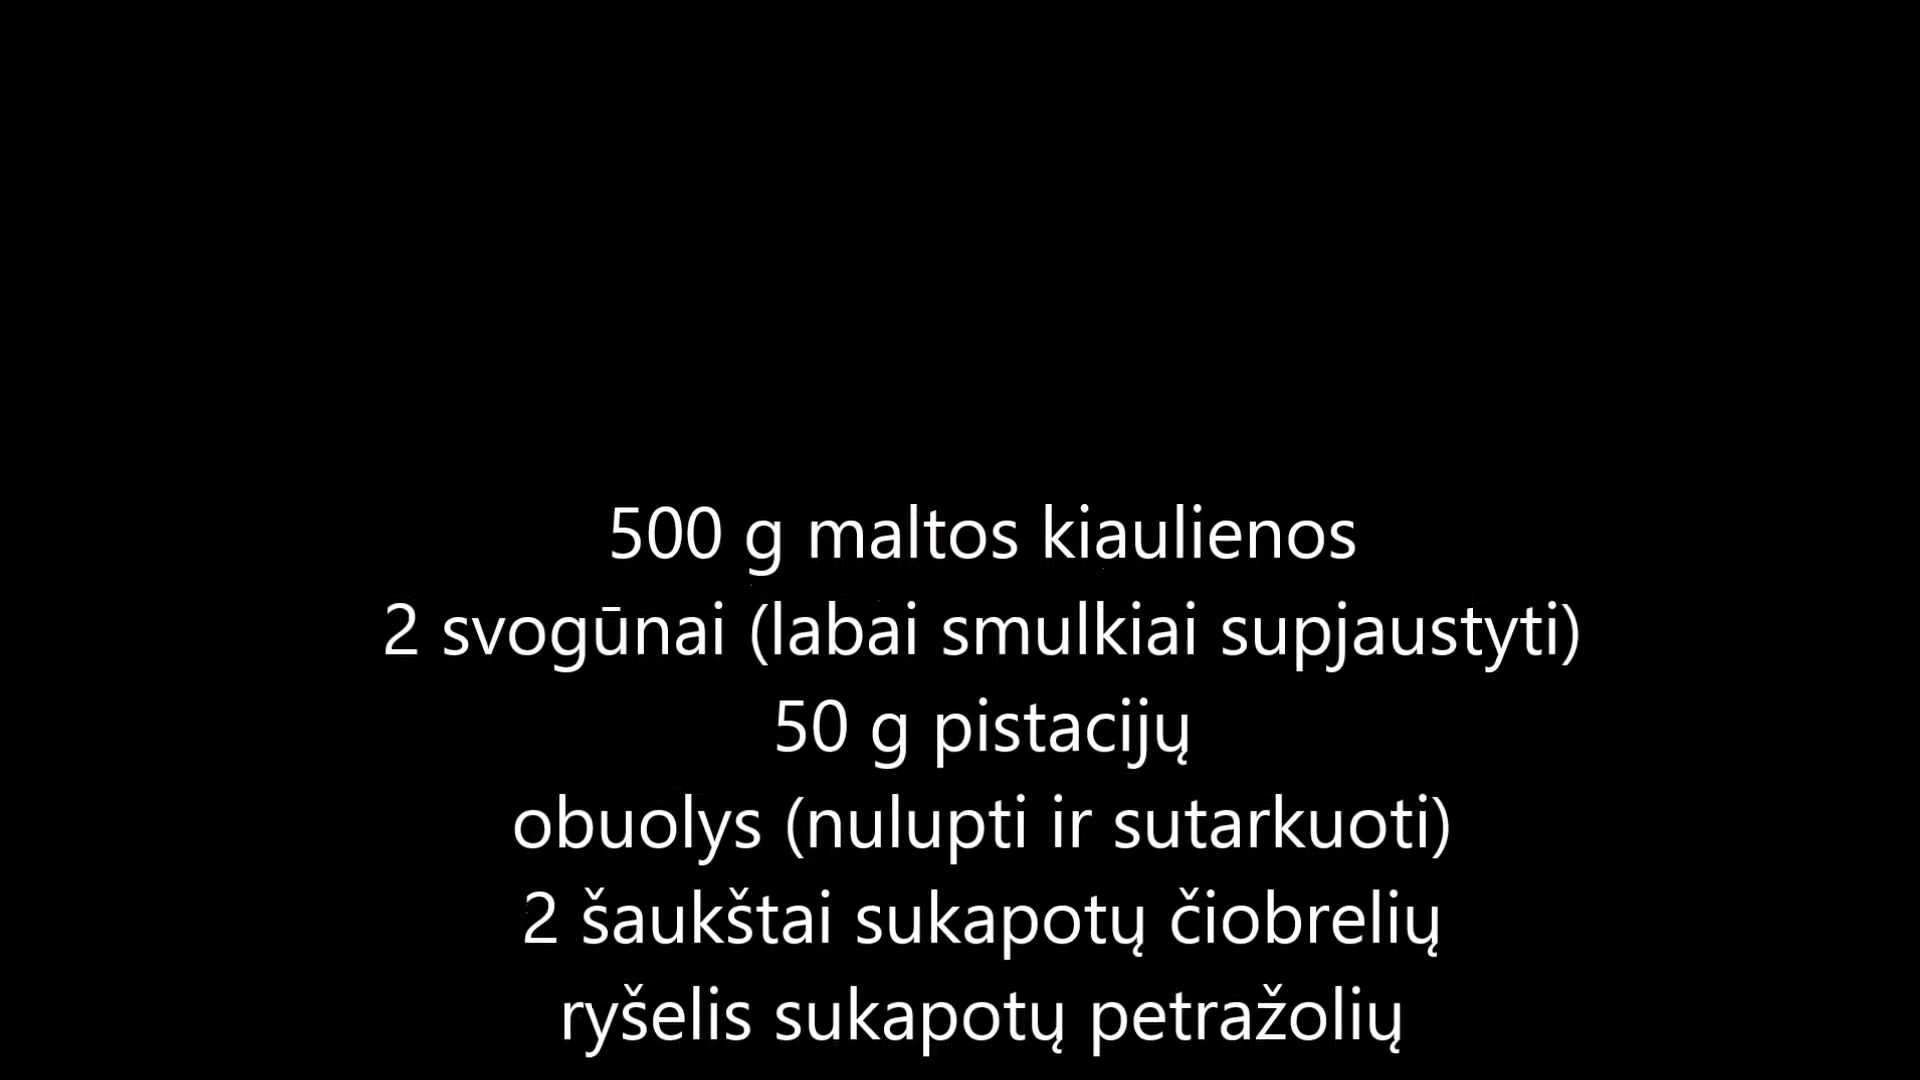 500 g maltos kiaulienos
2 svogūnai (labai smulkiai supjaustyti)
50 g pistacijų
obuolys (nulupti ir sutarkuoti)
2 šaukštai sukapotų čiobrelių
ryšelis sukapotų petražolių